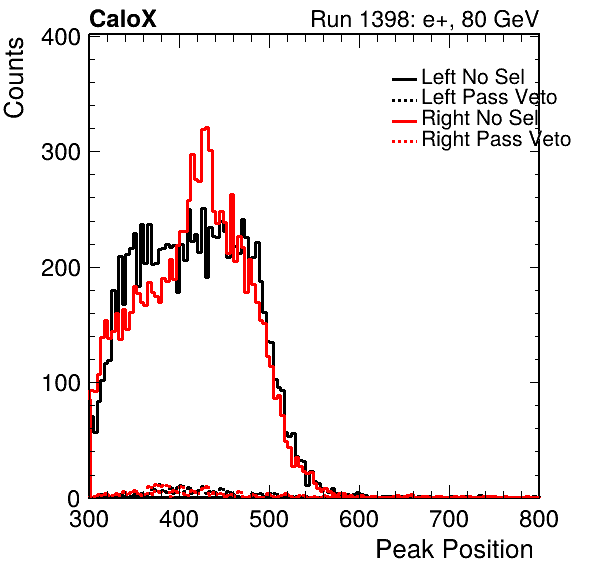 CaloX Run 1398: e+, 80 GeV
Counts
400
300
200
100
0
Left No Sel
Left Pass Veto
Right No Sel
Right Pass Veto
300 400 500 600 700 800
Peak Position